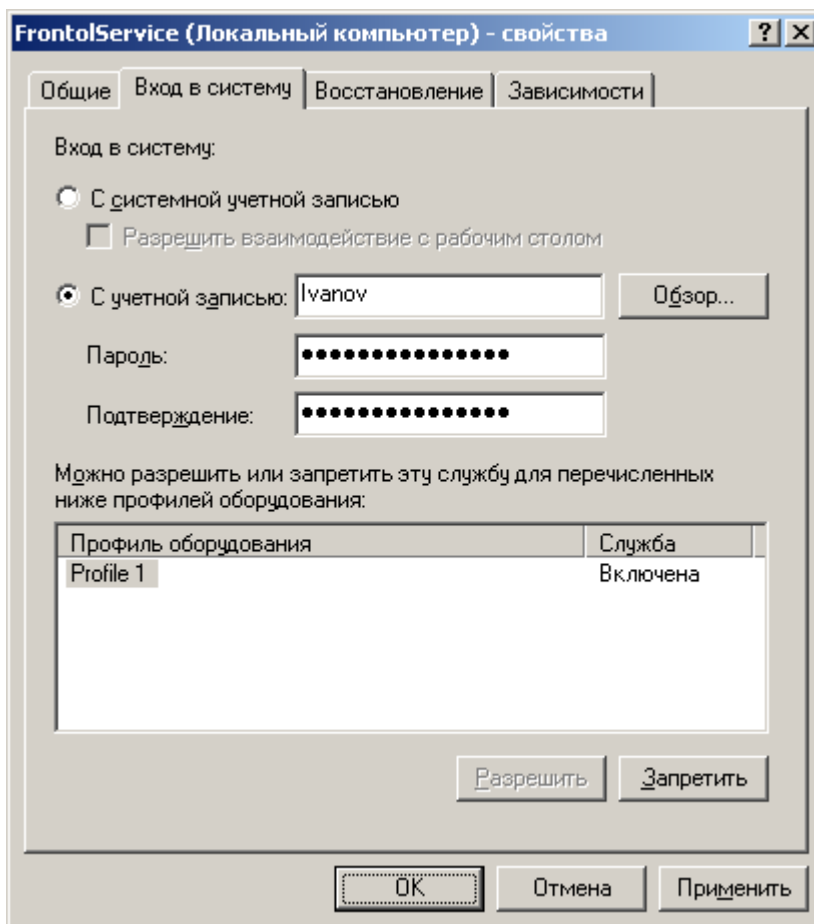 FrontolService (Локальный компьютер) - свойства
Общие Вход в систему Восстановление Зависимости
Вход в систему:
С системной учетной записью
Разрешить взаимодействие с рабочим столом
С учетной записью: Ivanov Обзор...
Пароль: •••••••••••••••
Подтверждение: •••••••••••••••
Можно разрешить или запретить эту службу для перечисленных
ниже профилей оборудования:
Профиль оборудования Служба
Profile 1 Включена
Разрешить Запретить
OK Отмена Применить